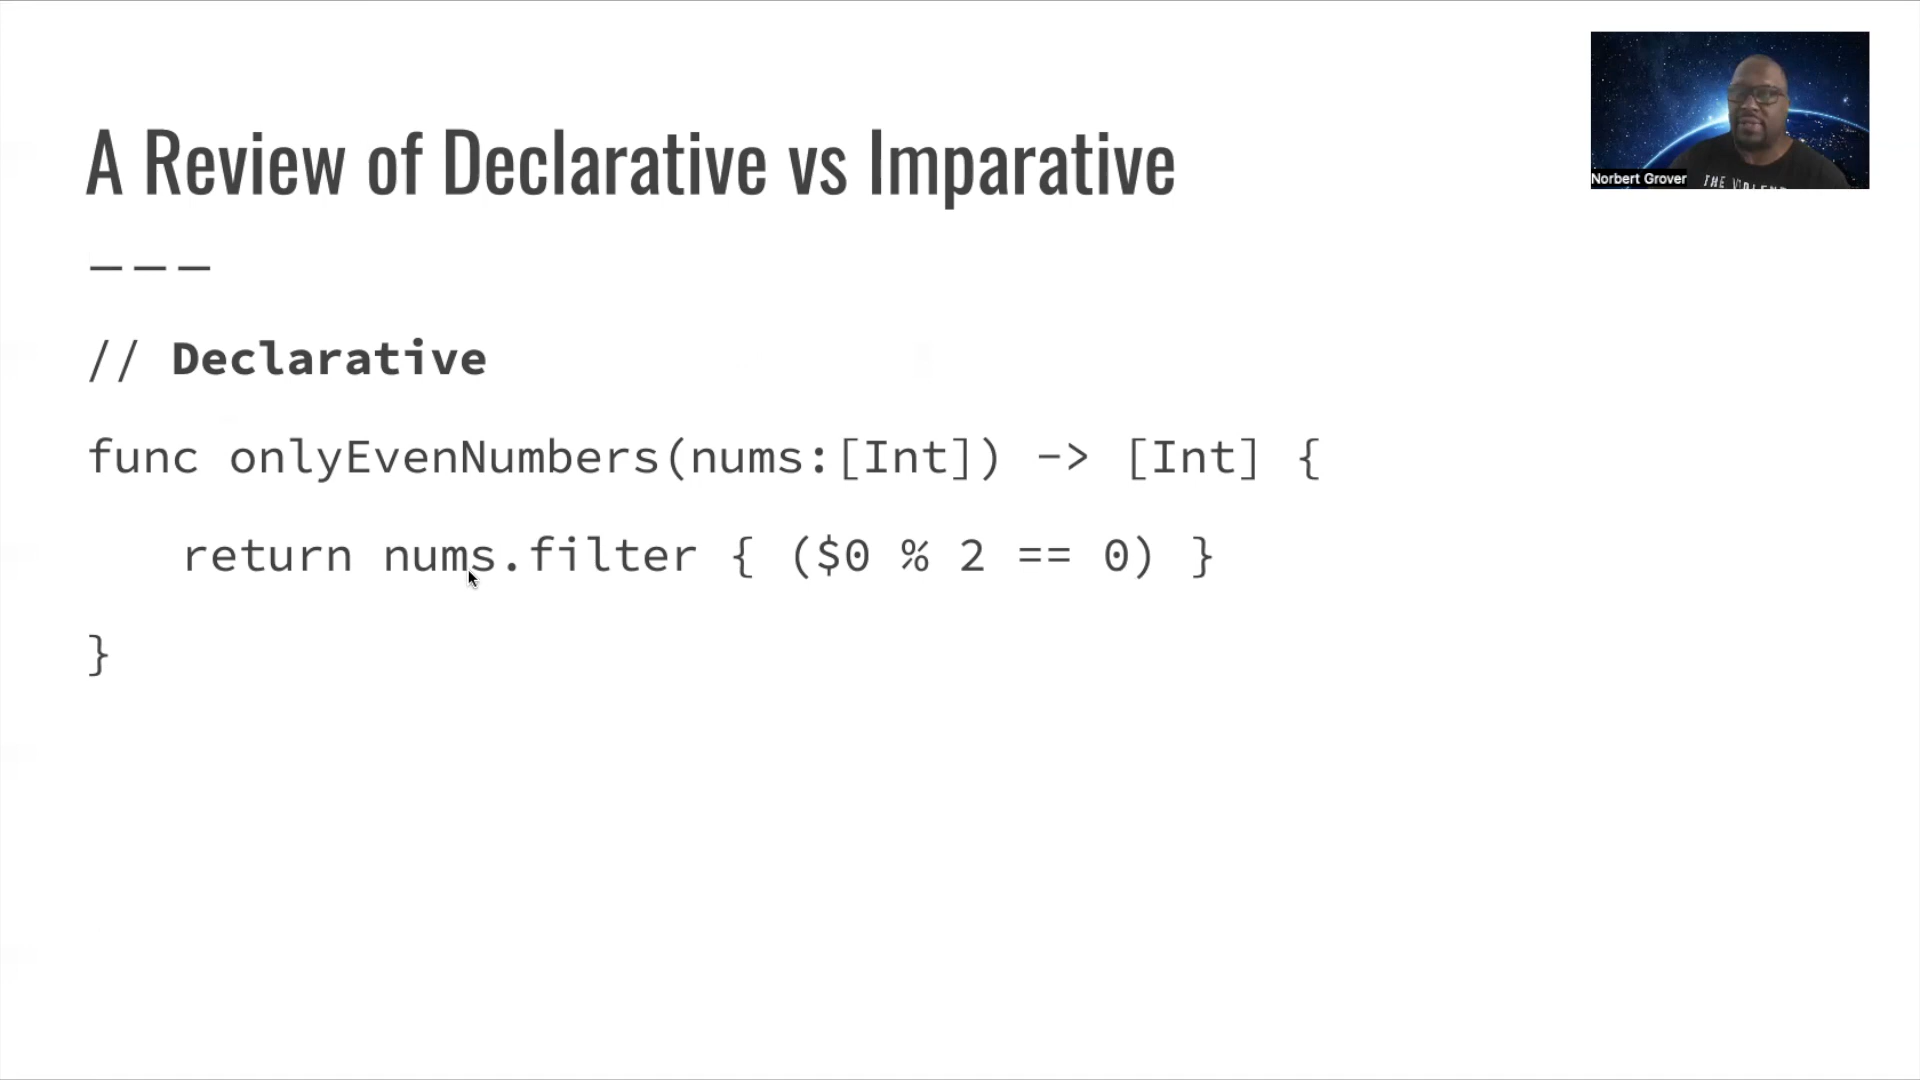 A Review of Declarative vs Imparative
// Declarative
func onlyEvenNumbers(nums:[Int]) -> [Int] {
return nums.filter { ($0 % 2 == 0) }
}
Norbert Grover
THE